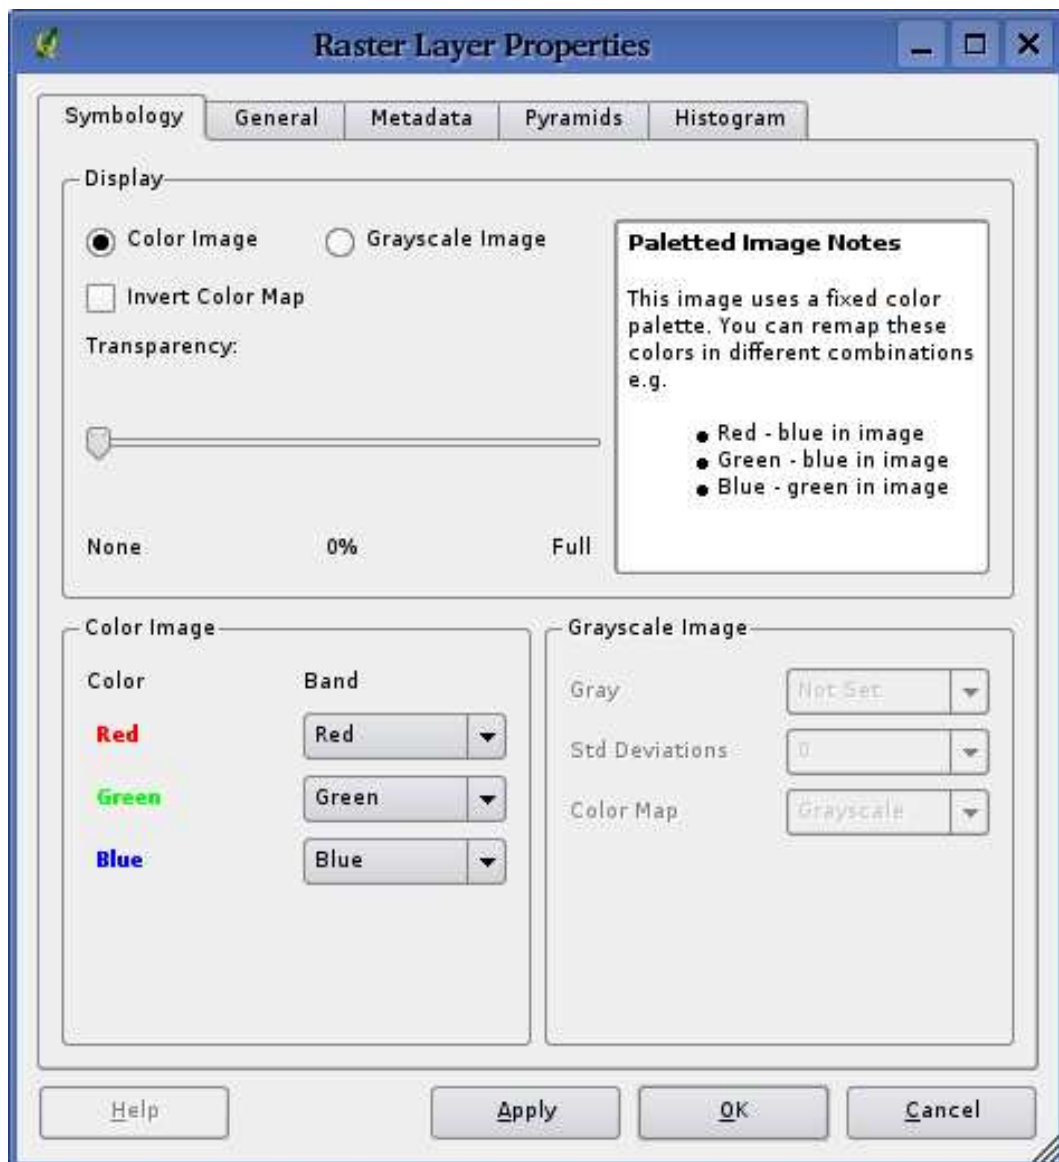 Raster Layer Properties
Symbology
General
Metadata
Pyramids
Histogram
Display
Color Image
Grayscale Image
Invert Color Map
Transparency:
None
0%
Full
Paletted Image Notes
This image uses a fixed color
palette. You can remap these
colors in different combinations
e.g.
• Red - blue in image
• Green - blue in image
• Blue - green in image
Color Image
Color
Band
Red
Red
Green
Green
Blue
Blue
Grayscale Image
Gray
Not Set
Std Deviations
0
Color Map
Grayscale
Help
Apply
OK
Cancel